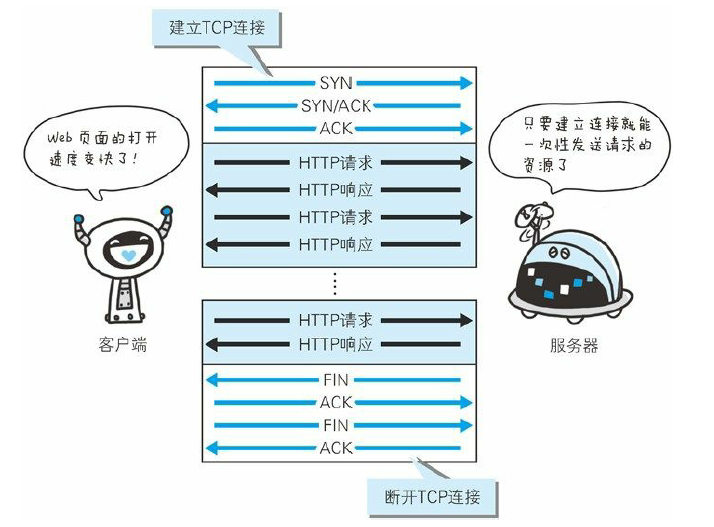 建立TCP连接
SYN
SYN/ACK
ACK
Web 页面的打开
速度变快了！
只要建立连接就能
一次性发送请求的
资源了
HTTP请求
HTTP响应
HTTP请求
HTTP响应
HTTP请求
HTTP响应
客户端
服务器
FIN
ACK
FIN
ACK
断开TCP连接